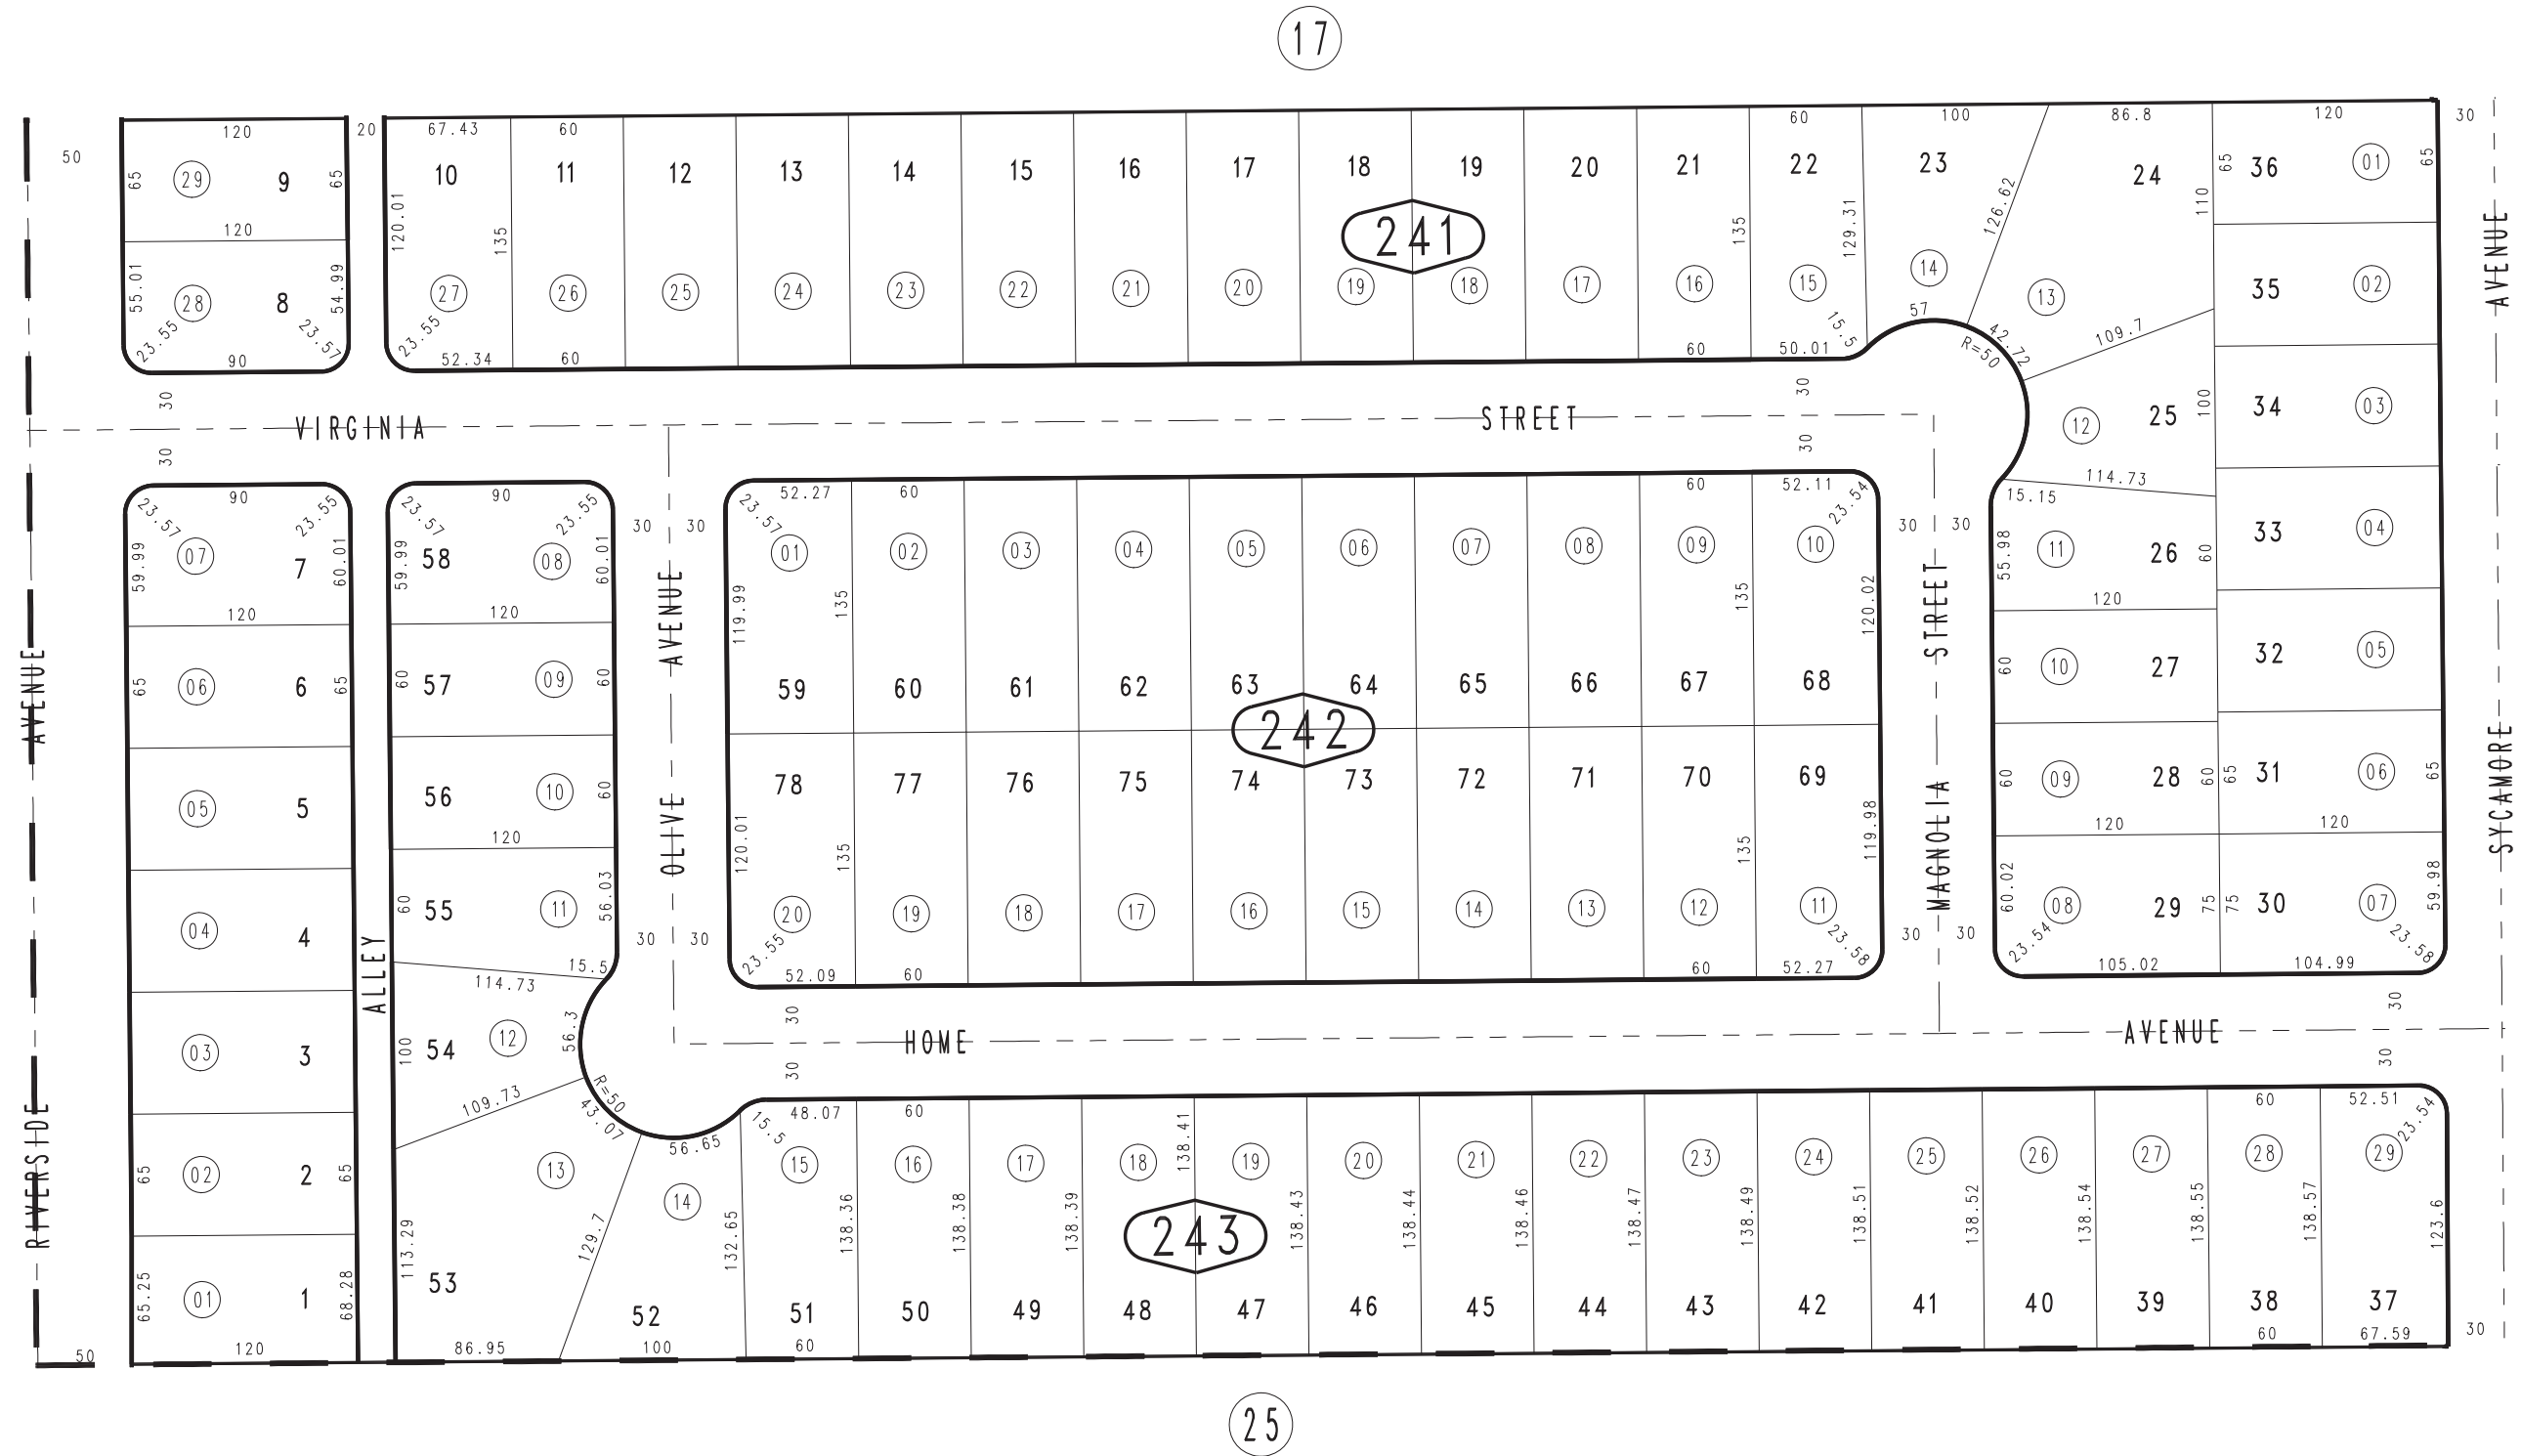 17
120 20 67.43 60 60 100 86.8 120 30
50
65 29 9 65 10 11 12 13 14 15 16 17 18 19 20 21 22 23 24 65 36 01 65
120 120.01 135 241 135 129.31 126.62 110
55.01 28 8 54.99 27 26 25 24 23 22 21 20 19 18 17 16 15 14 13 35 02
23.55 23.57 23.55 15.5 57 42.72 R=50 109.7
90 52.34 60 60 50.01
30 30 100 34 03
VIRGINIA STREET 12 25
30 30
114.73
90 90 52.27 60 60 52.11 15.15
23.57 23.55 23.57 23.55 30 30 23.57 23.54 30 30 33 04
59.99 07 7 60.01 59.99 58 08 60.01 01 02 03 04 05 06 07 08 09 10 55.98 11 26 60
120 120 119.99 135 135 120.02 120
AVENUE STREET AVENUE
65 06 6 65 60 57 09 60 59 60 61 62 63 64 65 66 67 68 60 10 27 32 05
242
05 5 56 10 60 78 77 76 75 74 73 72 71 70 69 60 09 28 60 65 31 06 65
120 120.01 135 135 119.98 120 120
AVENUE OLIVE MAGNOLIA SYCAMORE
04 4 60 55 11 56.03 20 19 18 17 16 15 14 13 12 11 60.02 08 29 75 75 30 07 59.98
30 30 23.55 23.58 30 30 23.54 23.58
15.5 52.09 60 60 52.27 105.02 104.99
114.73
ALLEY
03 3 100 54 12 56.3 30 30
HOME AVENUE
109.73 R=50 43.07 30 30
56.65 15.5 48.07 60 60 52.51 23.54
65 02 2 65 13 14 15 16 17 18 138.41 19 20 21 22 23 24 25 26 27 28 29
RIVERSIDE
113.29 129.7 132.65 138.36 138.38 138.39 243 138.43 138.44 138.46 138.47 138.49 138.51 138.52 138.54 138.55 138.57 123.6
65.25 01 1 68.28 53 52 51 50 49 48 47 46 45 44 43 42 41 40 39 38 37
50 120 86.95 100 60 60 67.59 30
25